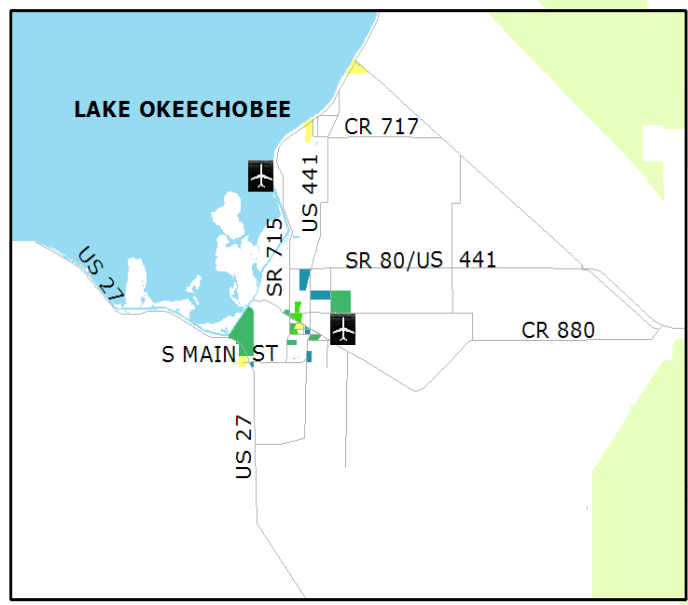 LAKE OKEECHOBEE
CR 717
US 441
SR 715
US 27
SR 80/US 441
CR 880
S MAIN ST
US 27